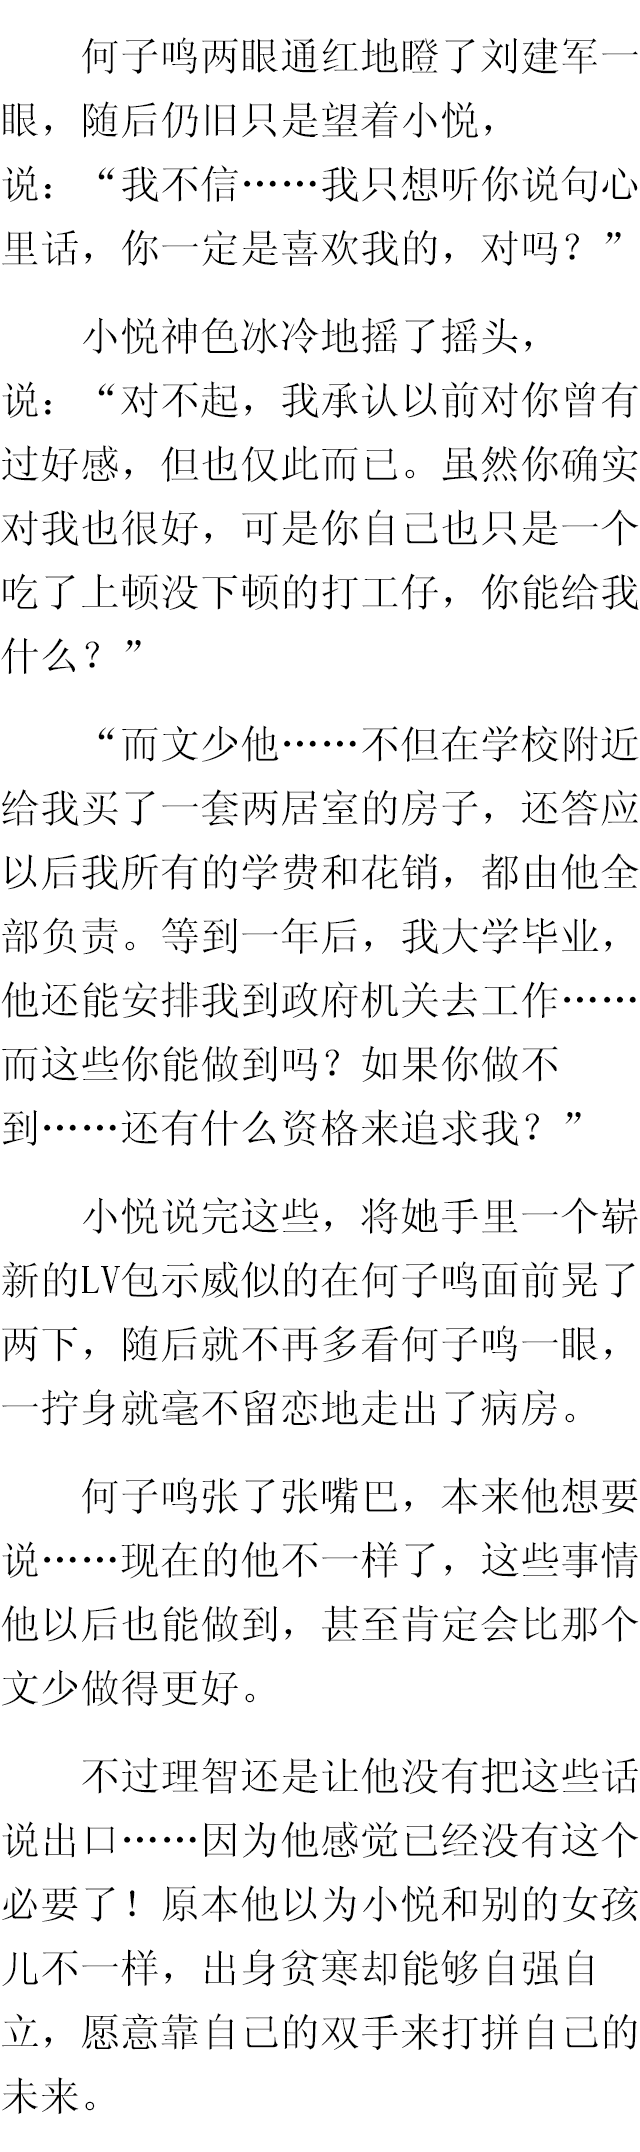 何子鸣两眼通红地瞪了刘建军一
眼，随后仍旧只是望着小悦，
说：“我不信……我只想听你说句心
里话，你一定是喜欢我的，对吗？”
小悦神色冰冷地摇了摇头，
说：“对不起，我承认以前对你曾有
过好感，但也仅此而已。虽然你确实
对我也很好，可是你自己也只是一个
吃了上顿没下顿的打工仔，你能给我
什么？”
“而文少他……不但在学校附近
给我买了一套两居室的房子，还答应
以后我所有的学费和花销，都由他全
部负责。等到一年后，我大学毕业，
他还能安排我到政府机关去工作……
而这些你能做到吗？如果你做不
到……还有什么资格来追求我？”
小悦说完这些，将她手里一个崭
新的LV包示威似的在何子鸣面前晃了
两下，随后就不再多看何子鸣一眼，
一拧身就毫不留恋地走出了病房。
何子鸣张了张嘴巴，本来他想要
说……现在的他不一样了，这些事情
他以后也能做到，甚至肯定会比那个
文少做得更好。
不过理智还是让他没有把这些话
说出口……因为他感觉已经没有这个
必要了！原本他以为小悦和别的女孩
儿不一样，出身贫寒却能够自强自
立，愿意靠自己的双手来打拼自己的
未来。